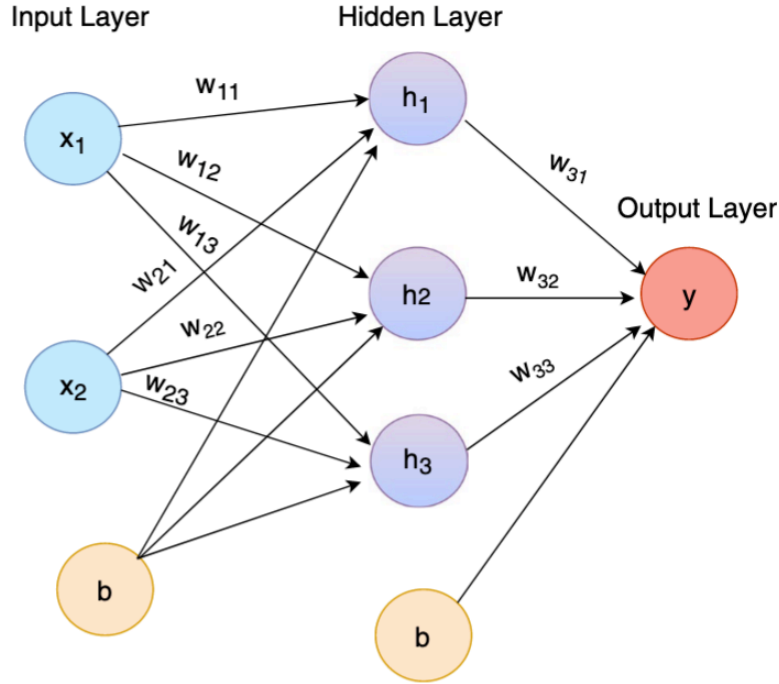 Input Layer
Hidden Layer
Output Layer
x₁
x₂
b
w₁₁
w₁₂
w₁₃
w₂₁
w₂₂
w₂₃
h₁
h2
h₃
b
w₃₁
w₃₂
w₃₃
y